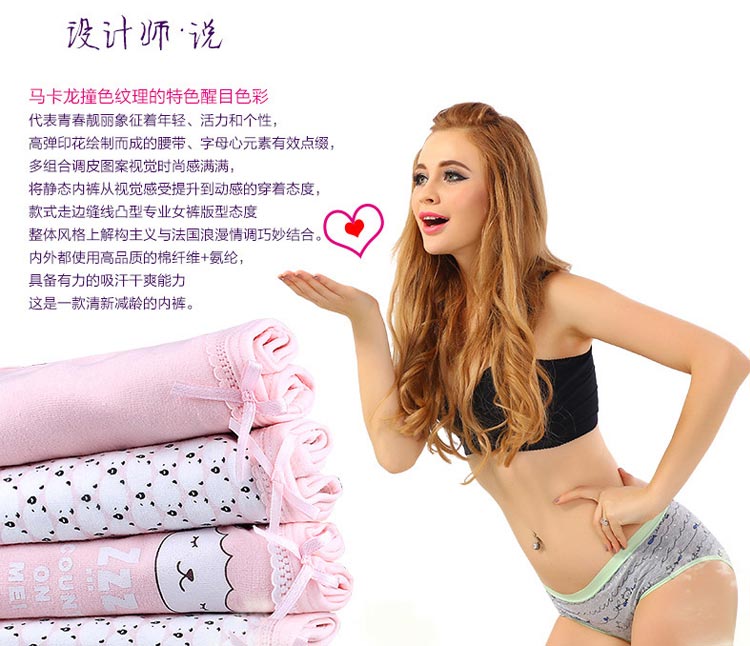 设计师·说
马卡龙撞色纹理的特色醒目色彩
代表青春靓丽象征着年轻、活力和个性，
高弹印花绘制而成的腰带、字母心元素有效点缀，
多组合调皮图案视觉时尚感满满，
将静态内裤从视觉感受提升到动感的穿着态度，
款式走边缝线凸型专业女裤版型态度
整体风格上解构主义与法国浪漫情调巧妙结合。
内外都使用高品质的棉纤维+氨纶，
具备有力的吸汗干爽能力
这是一款清新减龄的内裤。
ZZZ
COUN
ON
ME!